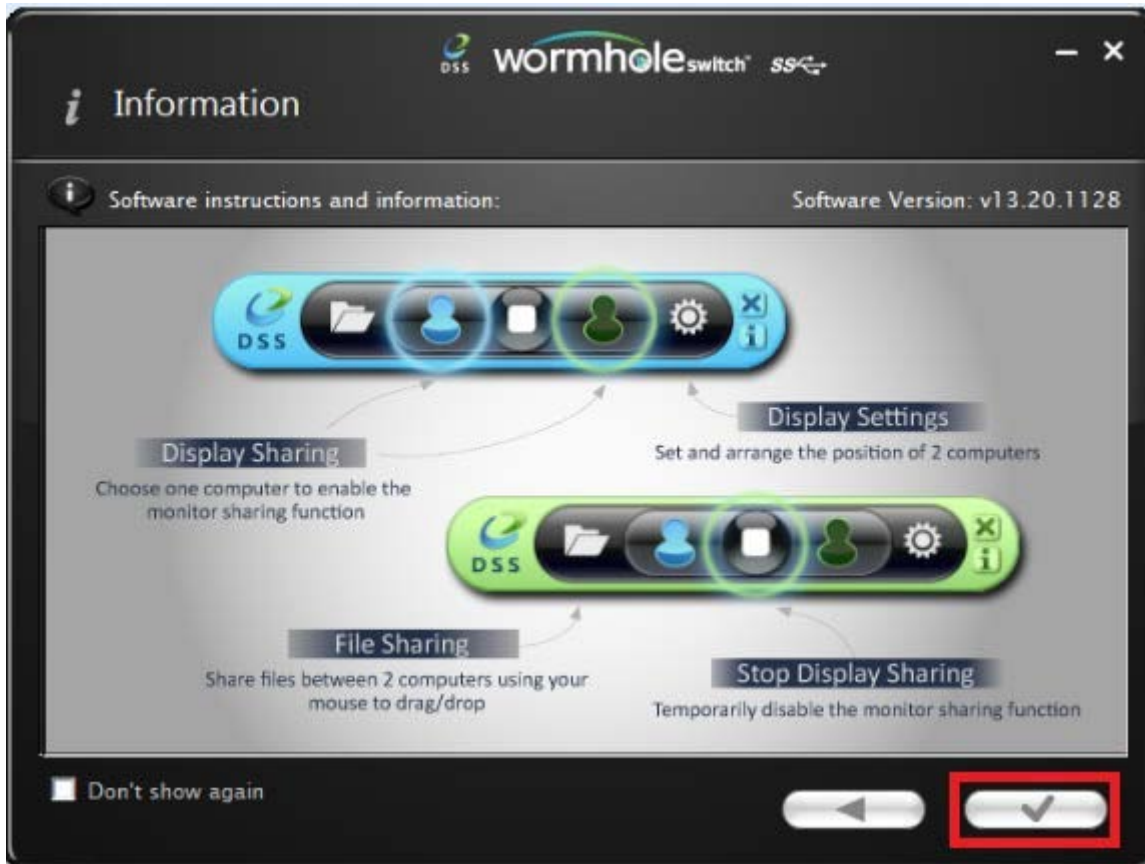 DSS wormhole switch™ SS
i Information
Software instructions and information:
Software Version: v13.20.1128
DSS
Display Sharing
Choose one computer to enable the
monitor sharing function
Display Settings
Set and arrange the position of 2 computers
DSS
File Sharing
Share files between 2 computers using your
mouse to drag/drop
Stop Display Sharing
Temporarily disable the monitor sharing function
Don't show again